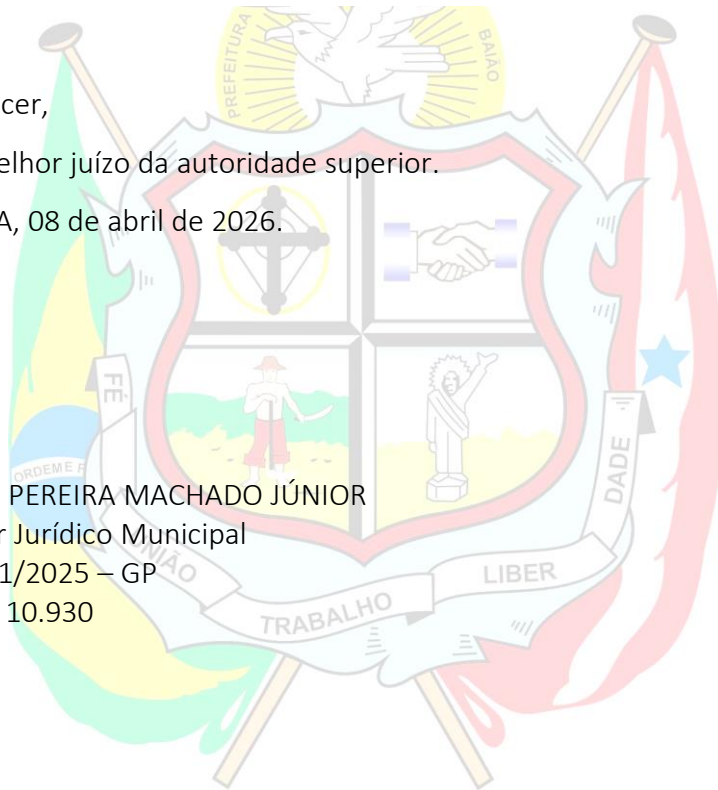 PREFEITURA
BAIÃO
cer,
elhor juízo da autoridade superior.
A, 08 de abril de 2026.
FÉ
ORDEM E P
PEREIRA MACHADO JÚNIOR
r Jurídico Municipal
1/2025 – GP
10.930
UNIÃO
TRABALHO
LIBER
DADE